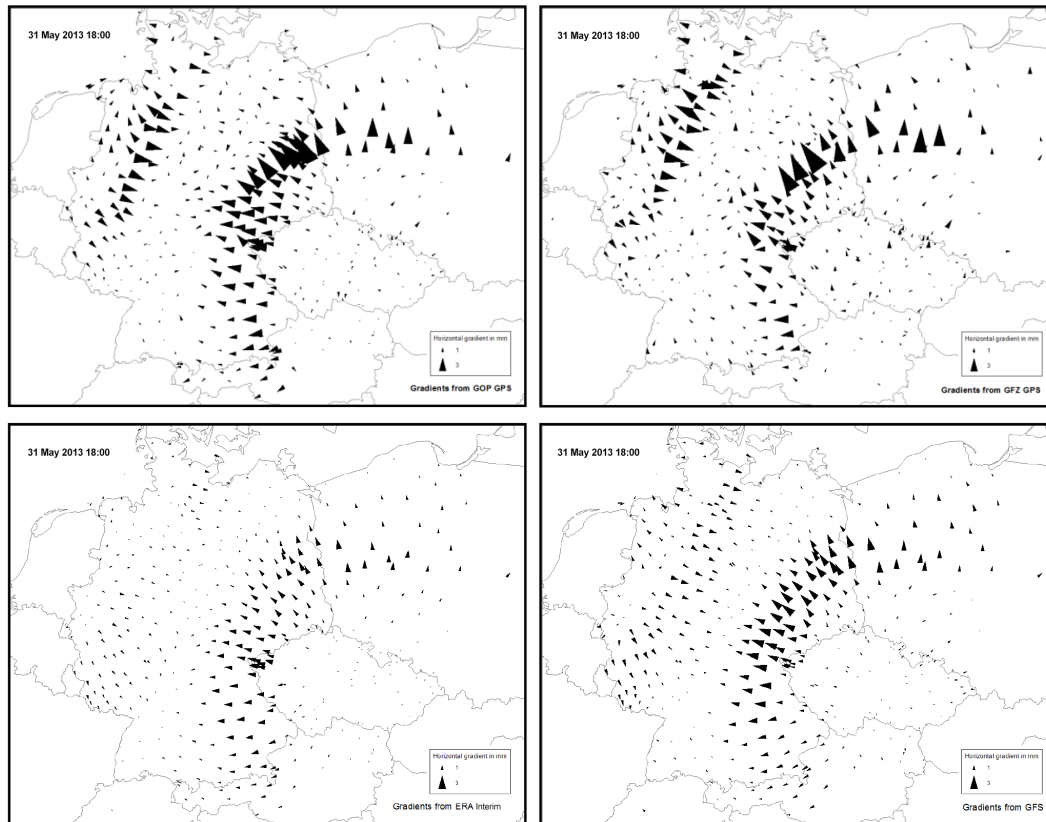 31 May 2013 18:00
Horizontal gradient in mm
1
3
Gradients from GOP GPS
31 May 2013 18:00
Horizontal gradient in mm
1
3
Gradients from GFZ GPS
31 May 2013 18:00
Horizontal gradient in mm
1
3
Gradients from ERA Interim
31 May 2013 18:00
Horizontal gradient in mm
1
3
Gradients from GFS